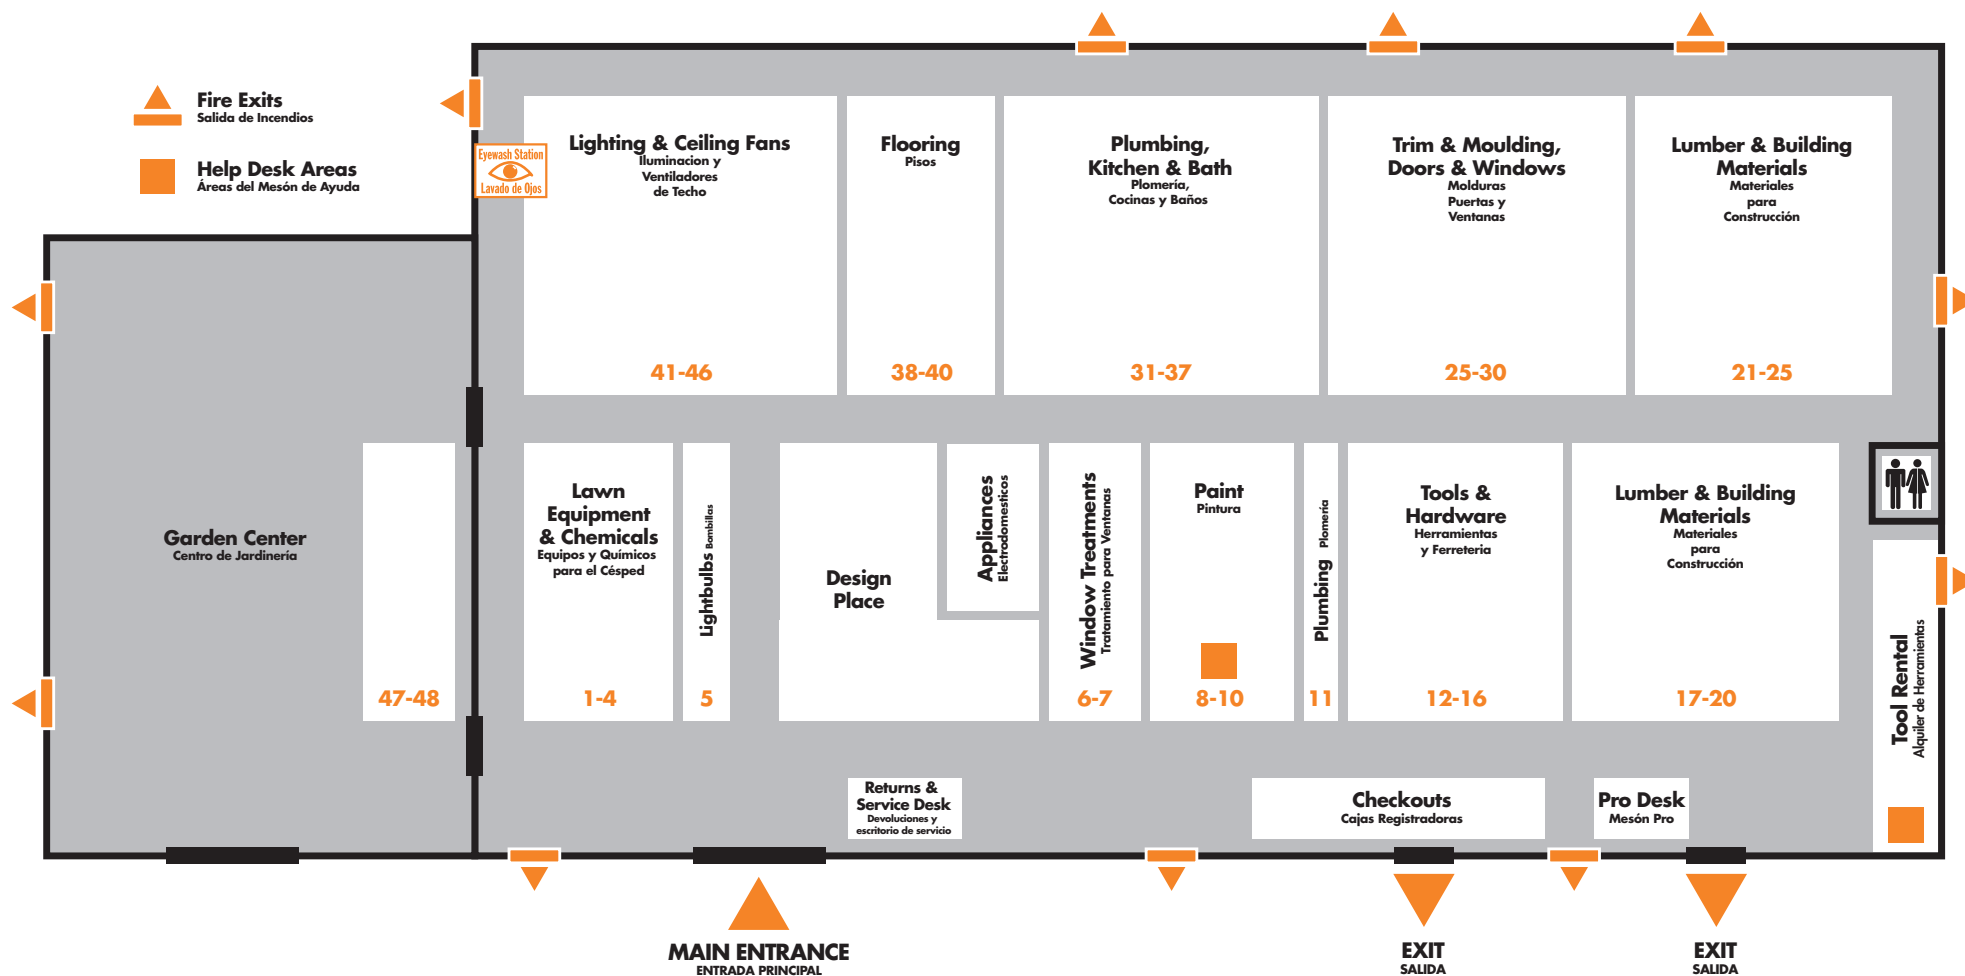 Fire Exits
Salida de Incendios
Help Desk Areas
Áreas del Mesón de Ayuda
Eyewash Station
Lavado de Ojos
Lighting & Ceiling Fans
Iluminacion y
Ventiladores
de Techo
41-46
Flooring
Pisos
38-40
Plumbing,
Kitchen & Bath
Plomería,
Cocinas y Baños
31-37
Trim & Moulding,
Doors & Windows
Molduras
Puertas y
Ventanas
25-30
Lumber & Building
Materials
Materiales
para
Construcción
21-25
Garden Center
Centro de Jardinería
47-48
Lawn
Equipment
& Chemicals
Equipos y Químicos
para el Césped
1-4
Lightbulbs Bombillas
5
Design
Place
Appliances
Electrodomesticos
Window Treatments
Tratamiento para Ventanas
6-7
Paint
Pintura
8-10
Plumbing Plomería
11
Tools &
Hardware
Herramientas
y Ferreteria
12-16
Lumber & Building
Materials
Materiales
para
Construcción
17-20
Tool Rental
Alquiler de Herramientas
Returns &
Service Desk
Devoluciones y
escritorio de servicio
Checkouts
Cajas Registradoras
Pro Desk
Mesón Pro
MAIN ENTRANCE
ENTRADA PRINCIPAL
EXIT
SALIDA
EXIT
SALIDA